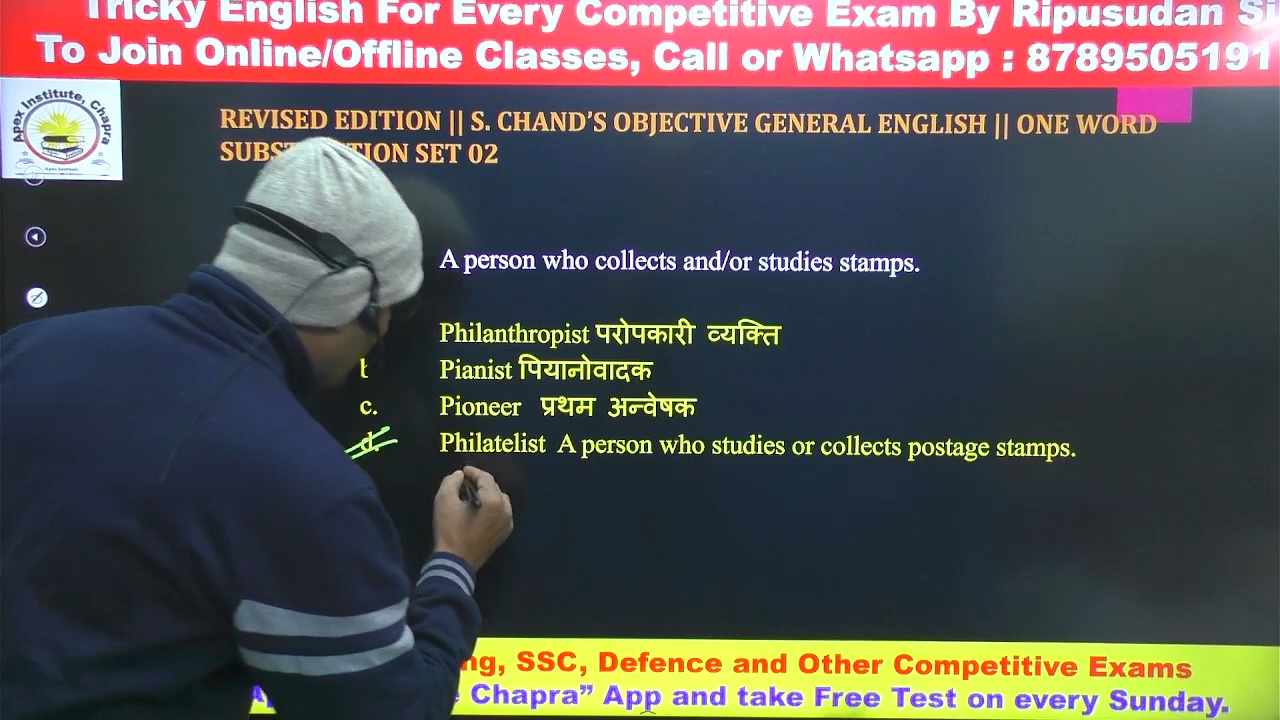 Tricky English For Every Competitive Exam By Ripusudan
To Join Online/Offline Classes, Call or Whatsapp : 8789505191
Apex Institute, Chapra
REVISED EDITION || S. CHAND'S OBJECTIVE GENERAL ENGLISH || ONE WORD
SET 02
A person who collects and/or studies stamps.
Philanthropist परोपकारी व्यक्ति
Pianist पियानोवादक
c. Pioneer प्रथम अन्वेषक
d. Philatelist A person who studies or collects postage stamps.
SSC, Defence and Other Competitive Exams
Chapra” App and take Free Test on every Sunday.